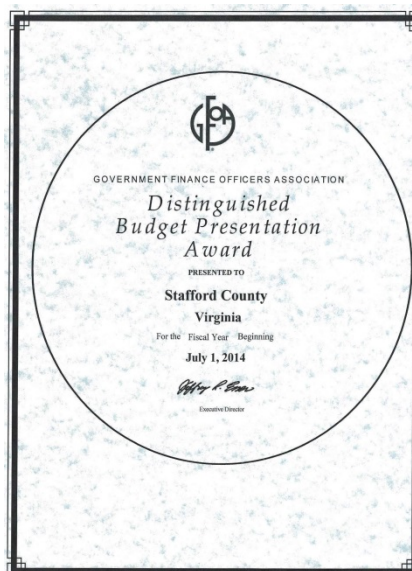 GFOA
GOVERNMENT FINANCE OFFICERS ASSOCIATION
Distinguished
Budget Presentation
Award
PRESENTED TO
Stafford County
Virginia
For the Fiscal Year Beginning
July 1, 2014
Executive Director